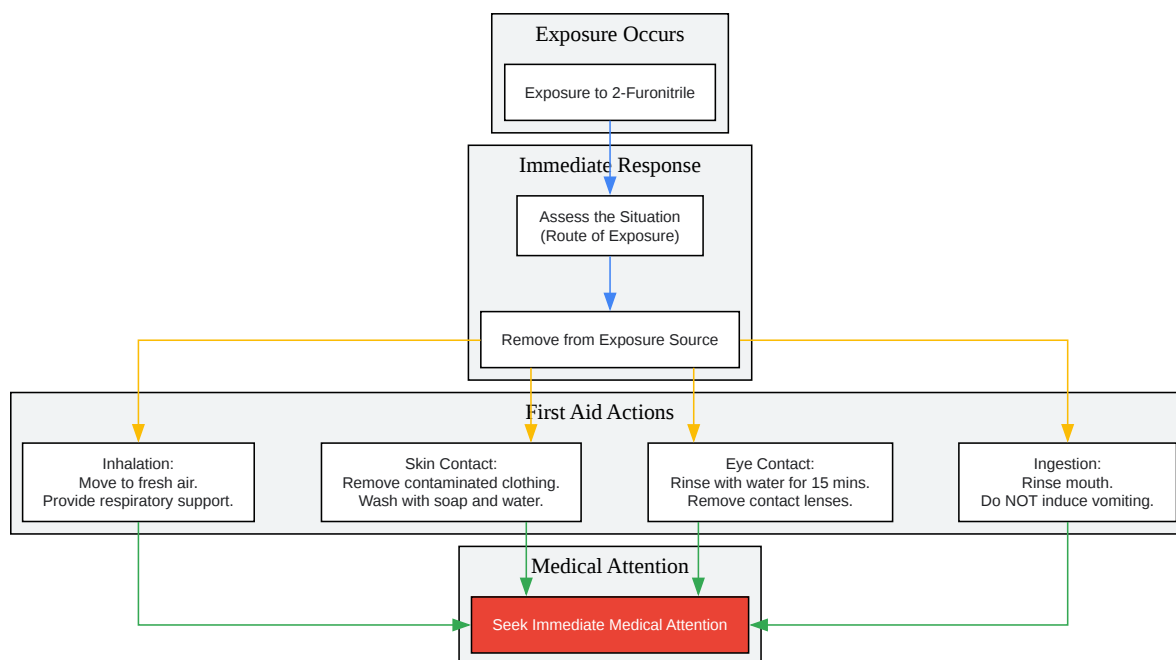 Exposure Occurs
Exposure to 2-Furonitrile
Immediate Response
Assess the Situation
(Route of Exposure)
Remove from Exposure Source
First Aid Actions
Inhalation:
Move to fresh air.
Provide respiratory support.
Skin Contact:
Remove contaminated clothing.
Wash with soap and water.
Eye Contact:
Rinse with water for 15 mins.
Remove contact lenses.
Ingestion:
Rinse mouth.
Do NOT induce vomiting.
Medical Attention
Seek Immediate Medical Attention